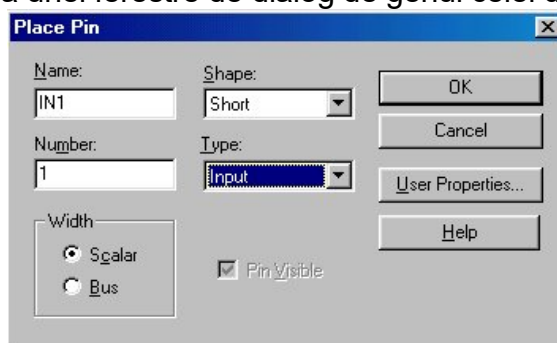 Place Pin
Name:
IN1
Shape:
Short
OK
Cancel
Number:
1
Type:
Input
User Properties...
Width
Scalar
Bus
Pin Visible
Help